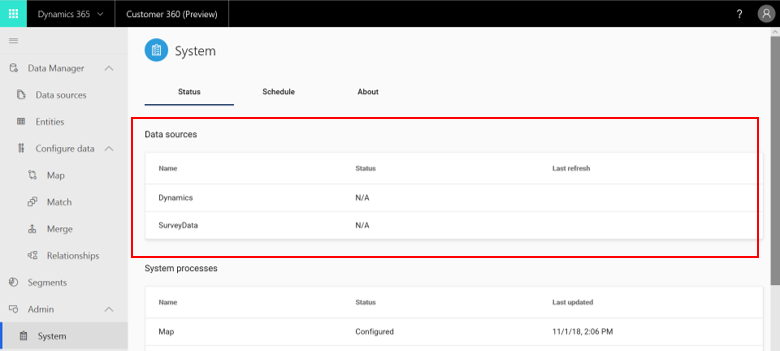 Dynamics 365 Customer 360 (Preview) ?
System
Data Manager
Status Schedule About
Data sources
Entities
Data sources
Configure data
Name Status Last refresh
Map
Dynamics N/A
Match
SurveyData N/A
Merge
Relationships
System processes
Segments
Name Status Last updated
Admin
Map Configured 11/1/18, 2:06 PM
System